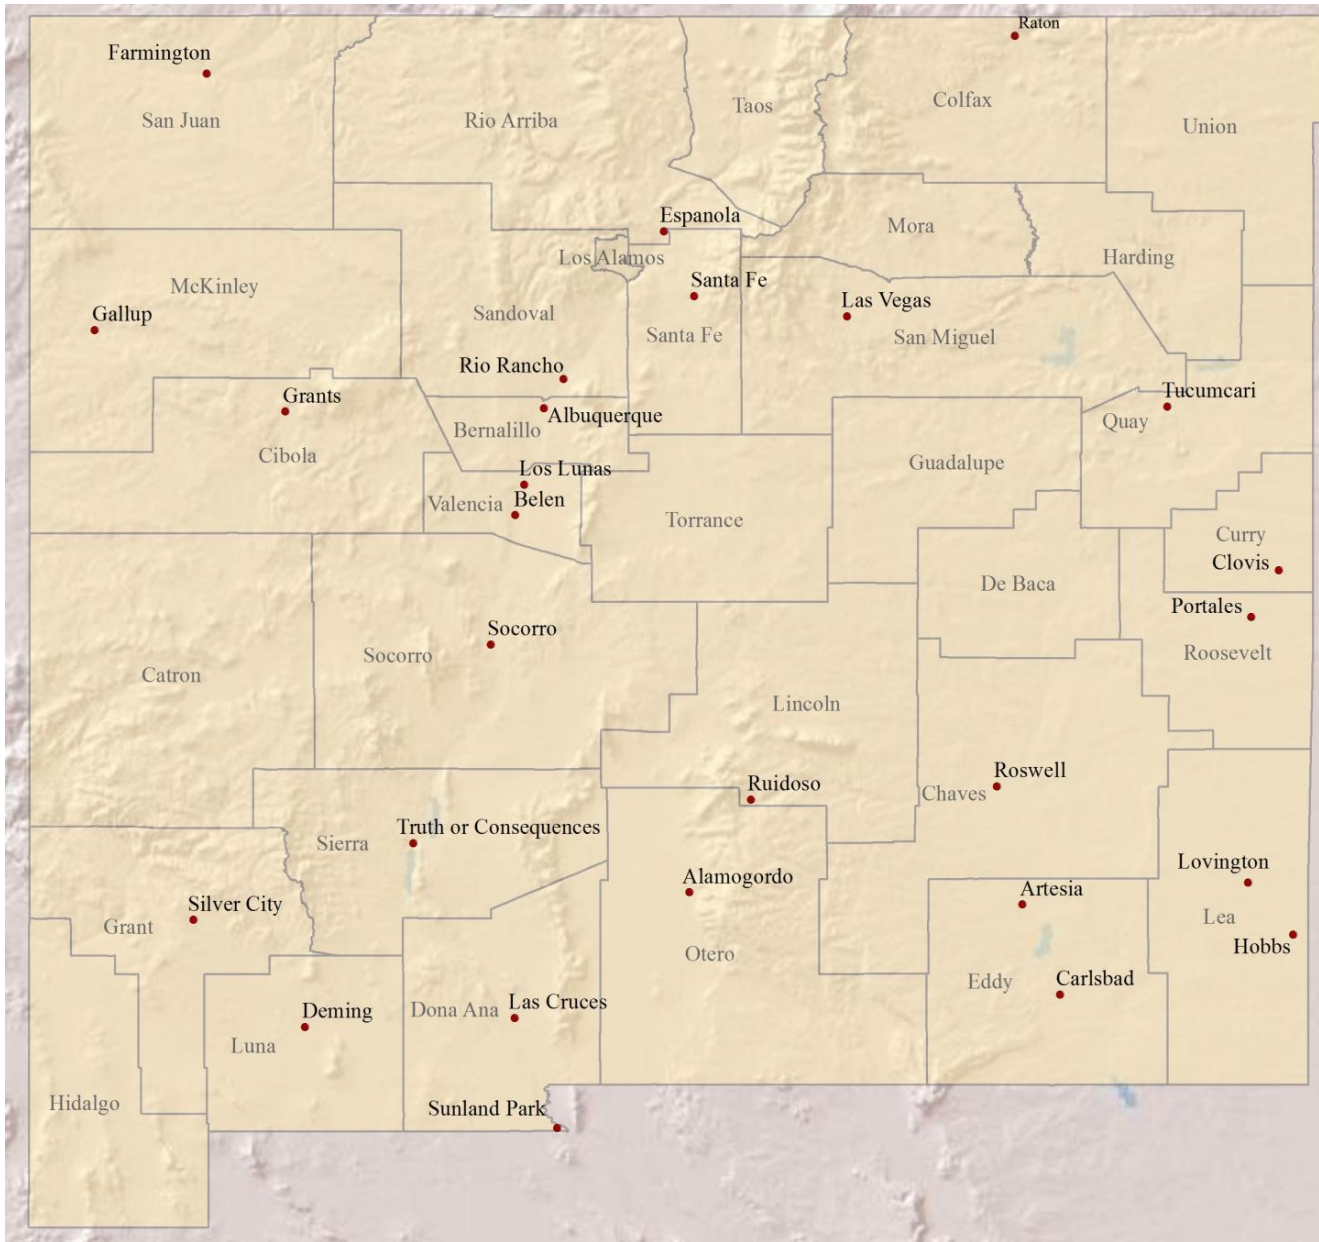 Raton
Farmington
Taos
Colfax
San Juan
Rio Arriba
Union
Espanola
Mora
Los Alamos
Harding
McKinley
Santa Fe
Gallup
Sandoval
Las Vegas
Santa Fe
San Miguel
Rio Rancho
Grants
Tucumcari
Albuquerque
Bernalillo
Quay
Cibola
Guadalupe
Los Lunas
Valencia
Belen
Torrance
Curry
Clovis
De Baca
Portales
Socorro
Socorro
Roosevelt
Catron
Lincoln
Roswell
Ruidoso
Chaves
Truth or Consequences
Sierra
Lovington
Alamogordo
Artesia
Silver City
Lea
Grant
Hobbs
Otero
Carlsbad
Eddy
Las Cruces
Dona Ana
Deming
Luna
Hidalgo
Sunland Park